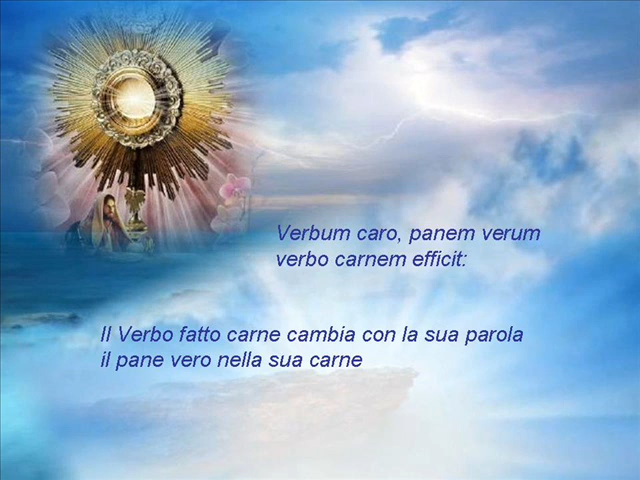 Verbum caro, panem verum
verbo carnem efficit:
Il Verbo fatto carne cambia con la sua parola
il pane vero nella sua carne